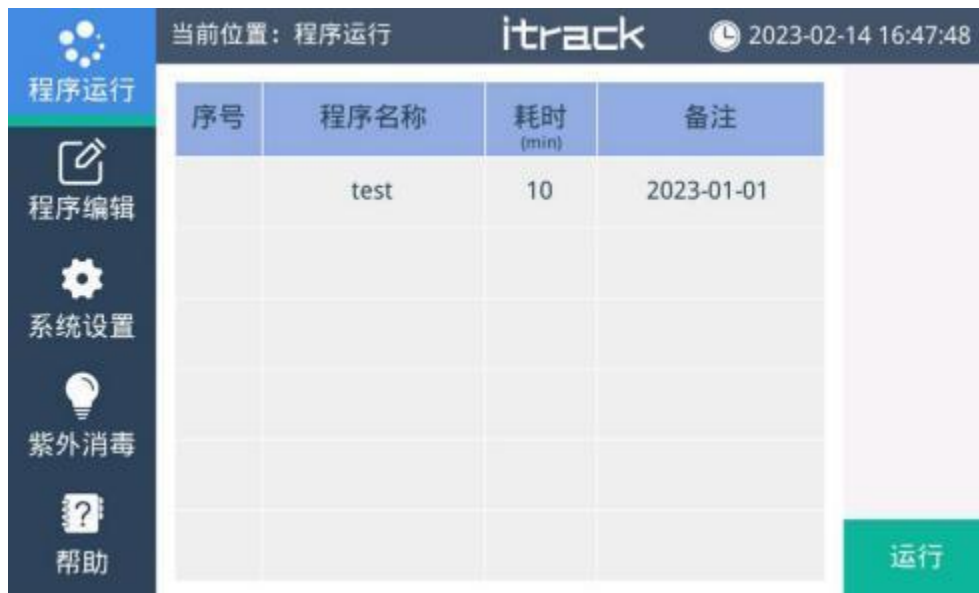 当前位置：程序运行
itrack
2023-02-14 16:47:48
程序运行
程序编辑
系统设置
紫外消毒
?
帮助
序号 程序名称 耗时 备注
(min)
test 10 2023-01-01
运行